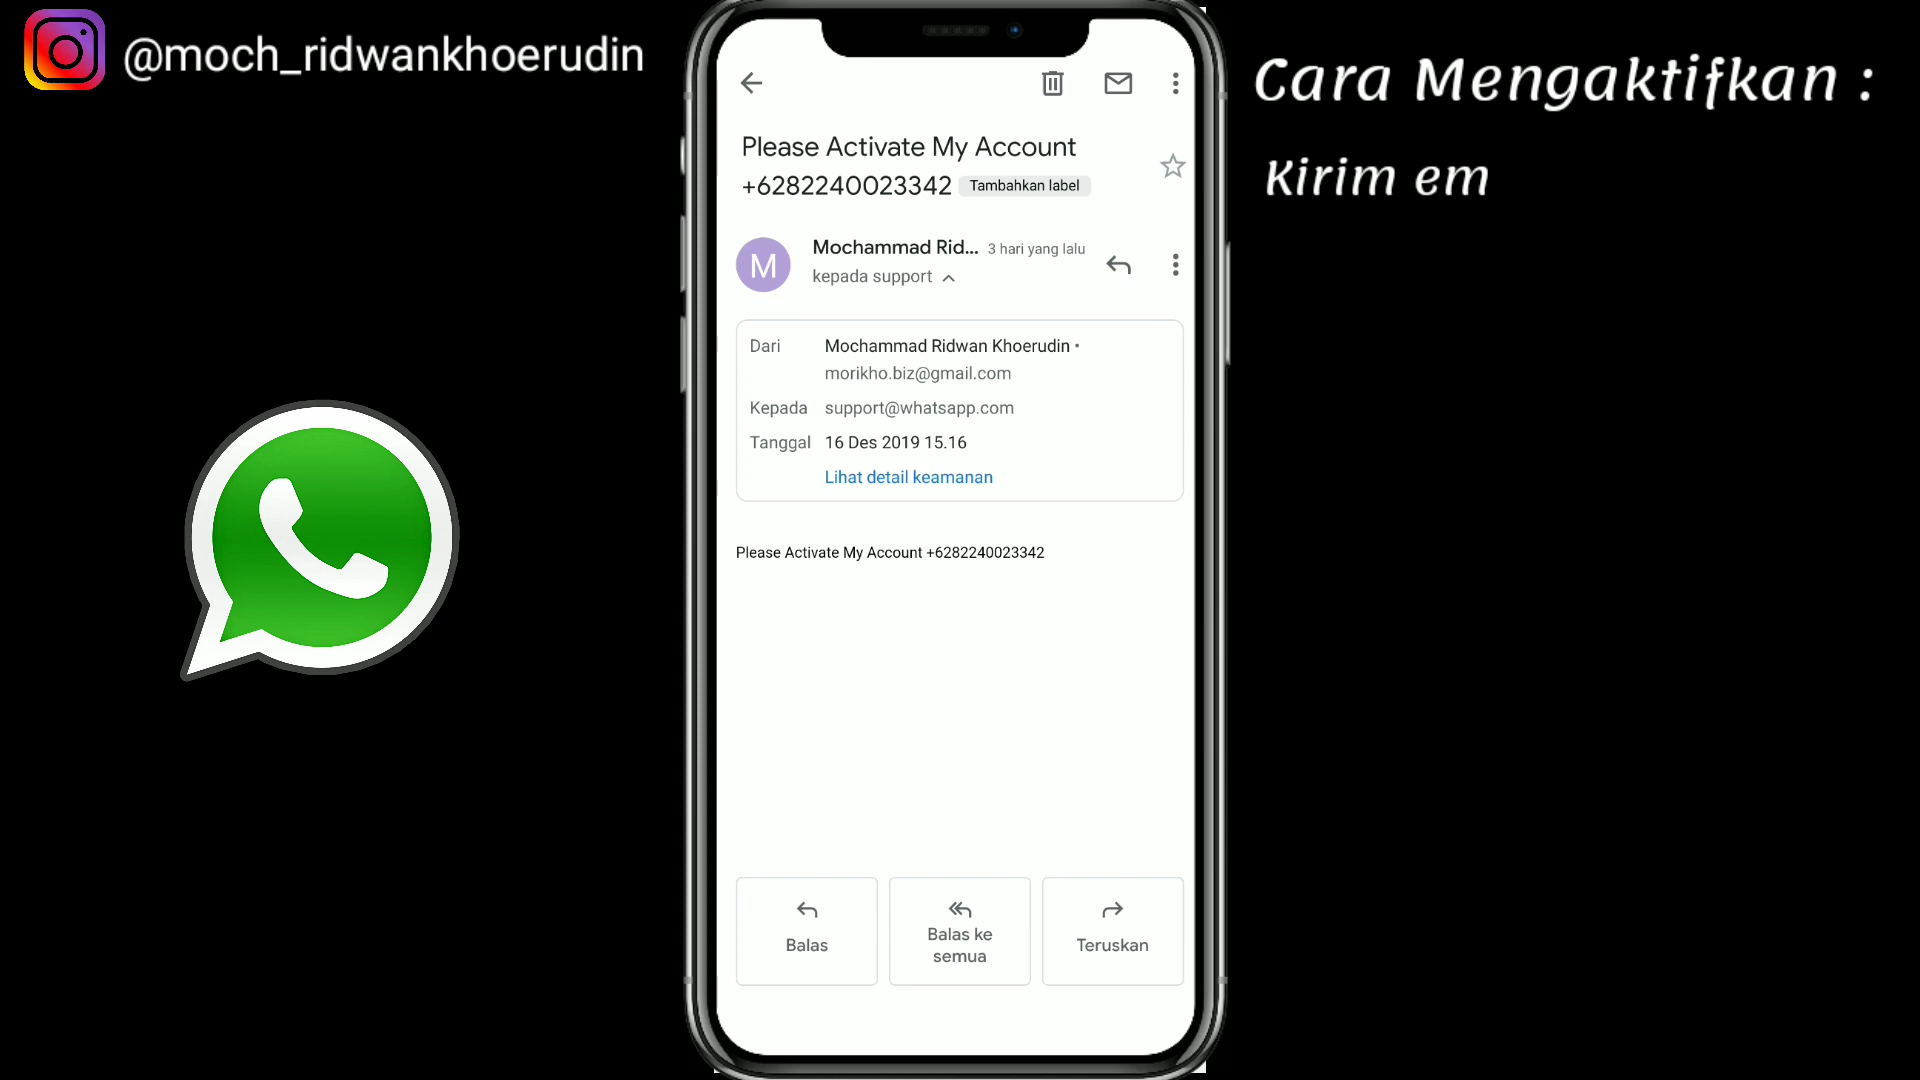 @moch_ridwankhoerudin
Please Activate My Account
+6282240023342 Tambahkan label
M
Mochammad Rid... 3 hari yang lalu
kepada support
Dari Mochammad Ridwan Khoerudin •
morikho.biz@gmail.com
Kepada support@whatsapp.com
Tanggal 16 Des 2019 15.16
Lihat detail keamanan
Please Activate My Account +6282240023342
Balas
Balas ke
semua
Teruskan
Cara Mengaktifkan :
Kirim em